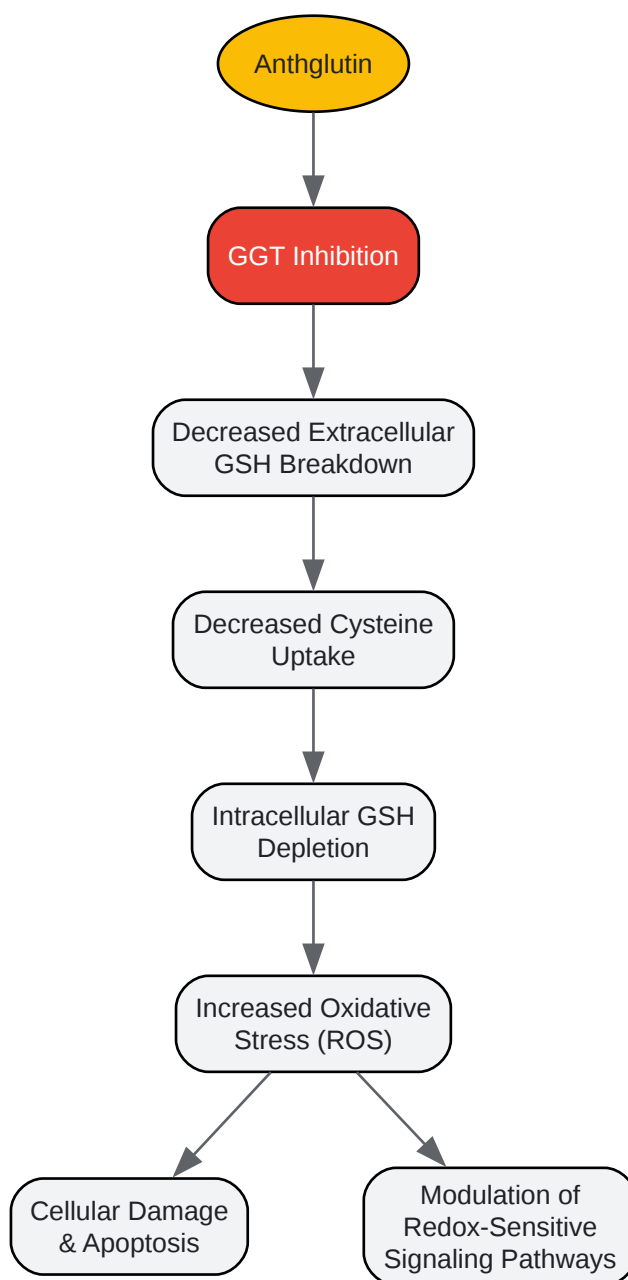 Anthglutin
GGT Inhibition
Decreased Extracellular
GSH Breakdown
Decreased Cysteine
Uptake
Intracellular GSH
Depletion
Increased Oxidative
Stress (ROS)
Cellular Damage
& Apoptosis
Modulation of
Redox-Sensitive
Signaling Pathways